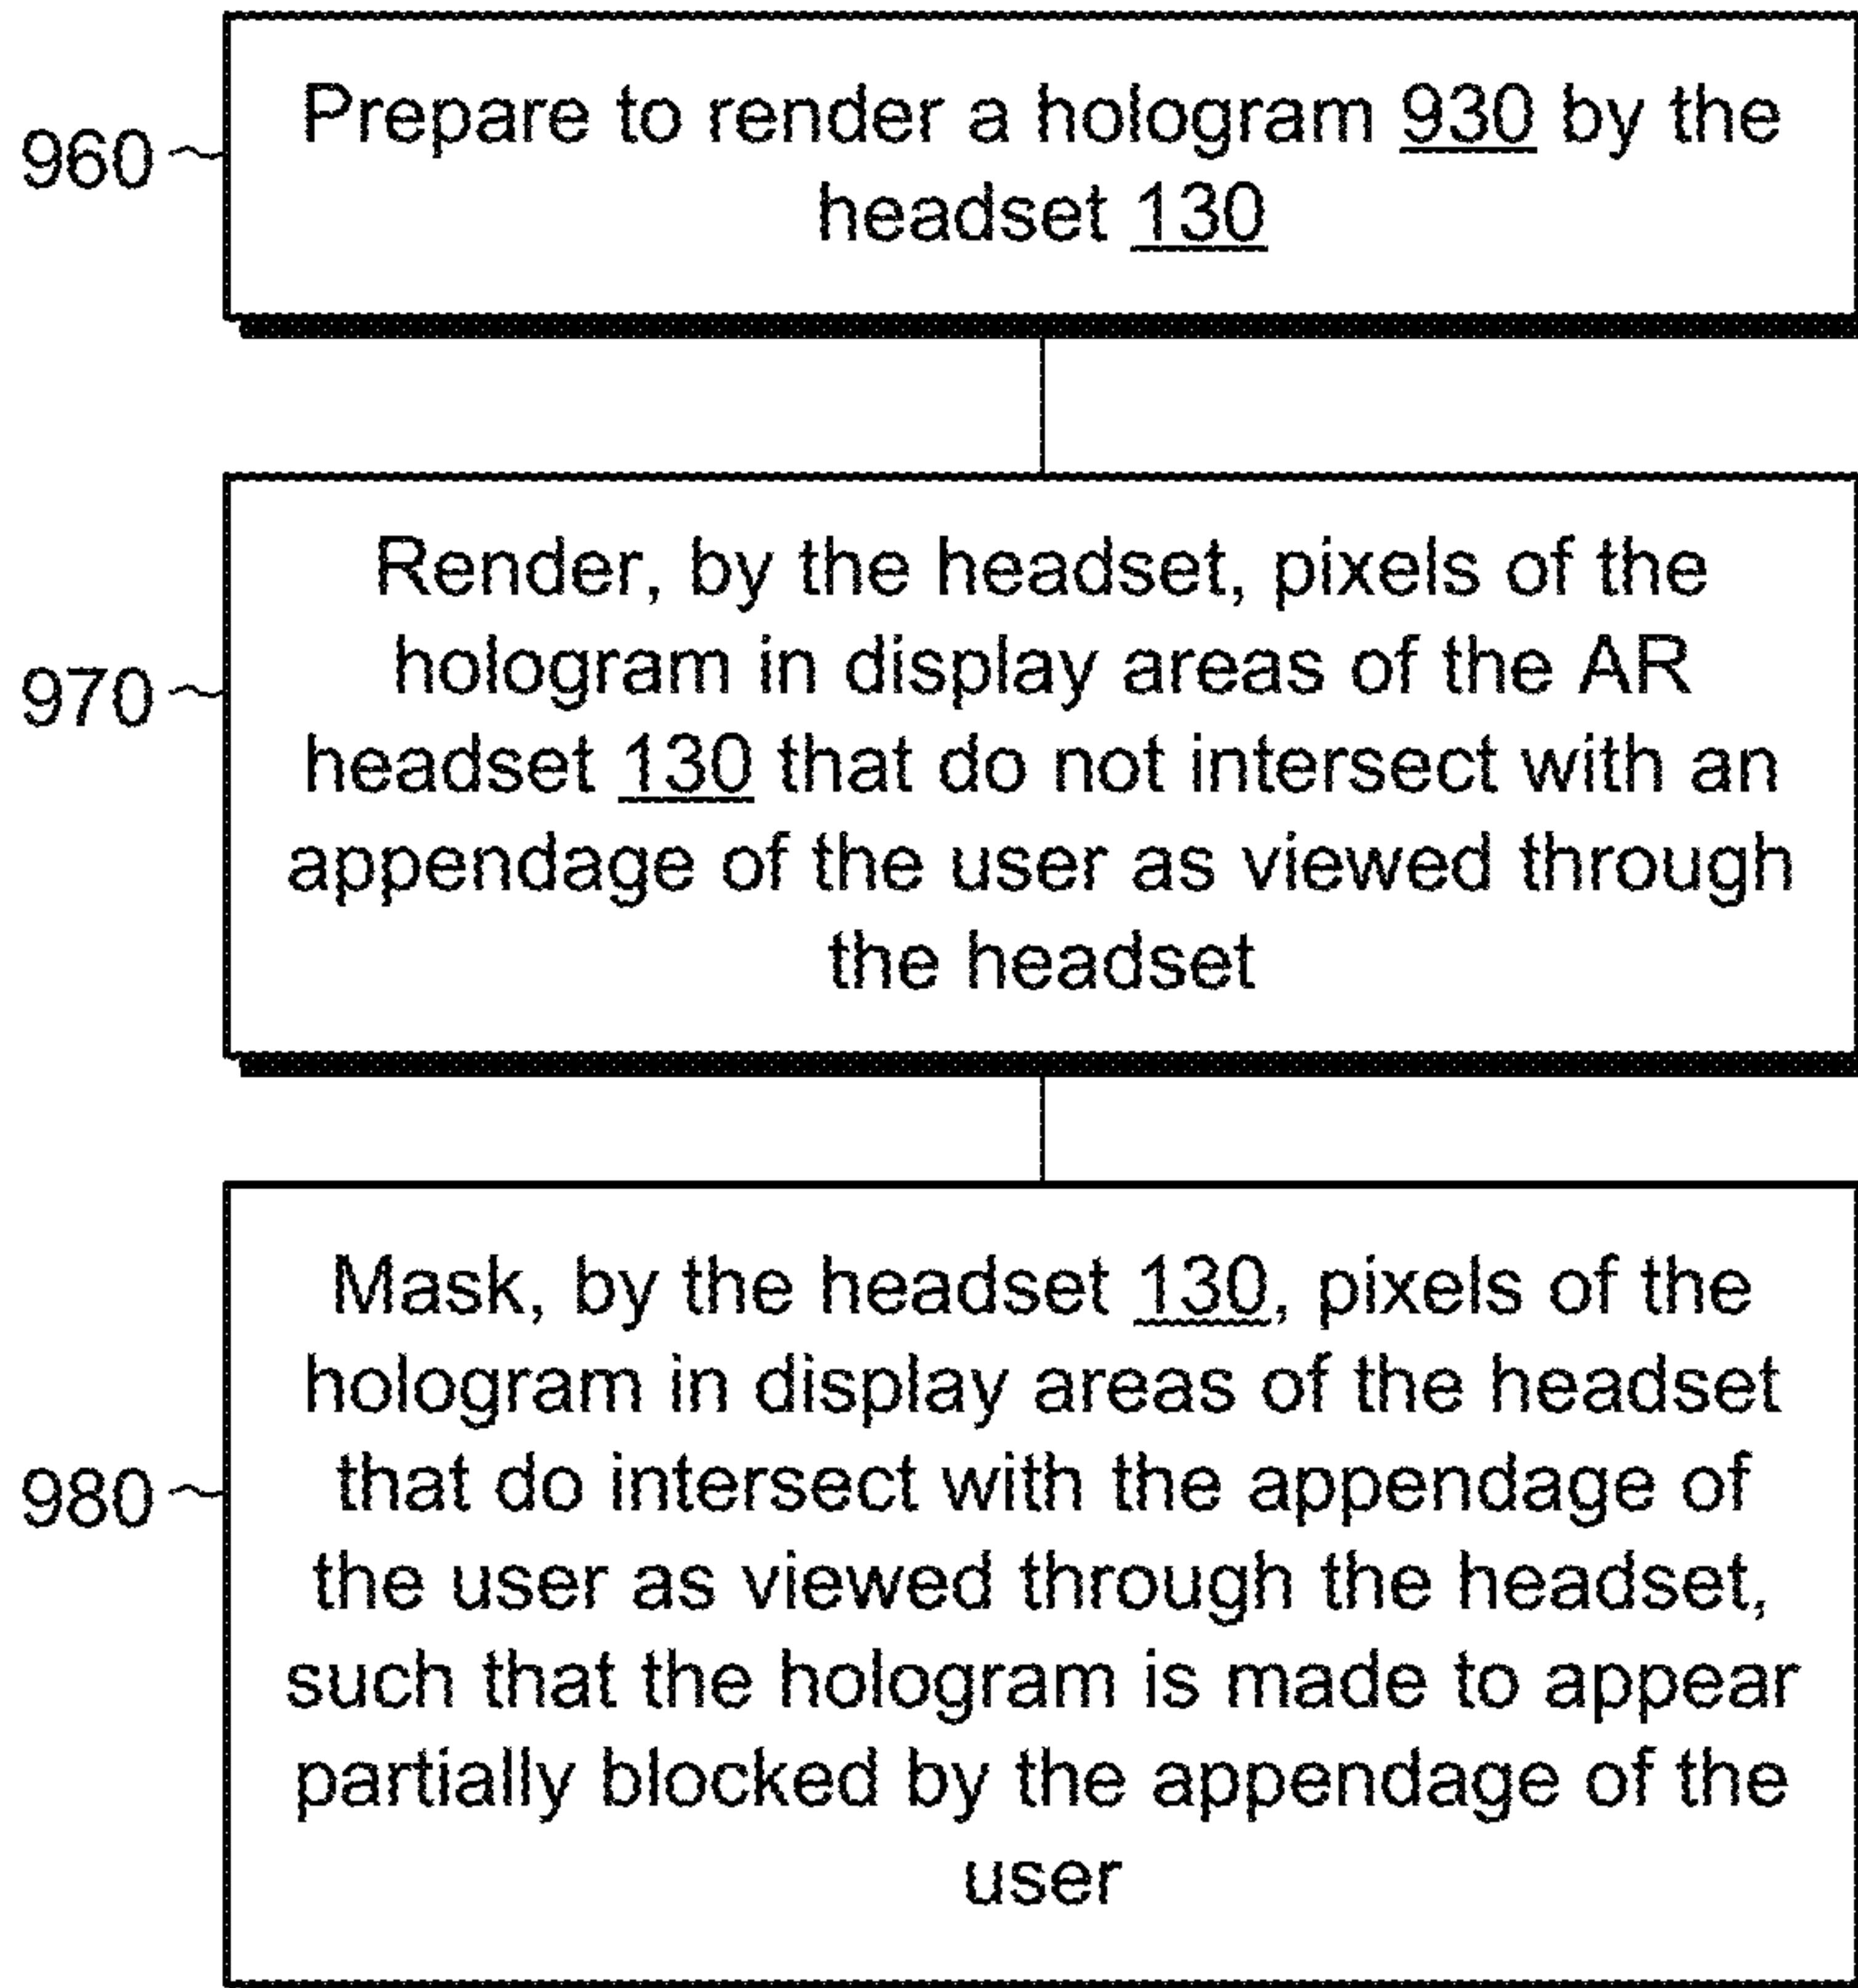 960
Prepare to render a hologram 930 by the
headset 130
970
Render, by the headset, pixels of the
hologram in display areas of the AR
headset 130 that do not intersect with an
appendage of the user as viewed through
the headset
980
Mask, by the headset 130, pixels of the
hologram in display areas of the headset
that do intersect with the appendage of
the user as viewed through the headset,
such that the hologram is made to appear
partially blocked by the appendage of the
user